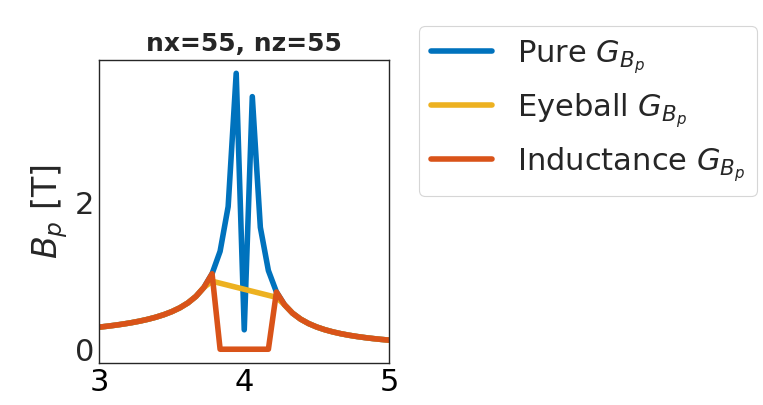 nx=55, nz=55
Pure $G_{B_p}$
Eyeball $G_{B_p}$
Inductance $G_{B_p}$
$B_p$ [T]
2
0
3 4 5